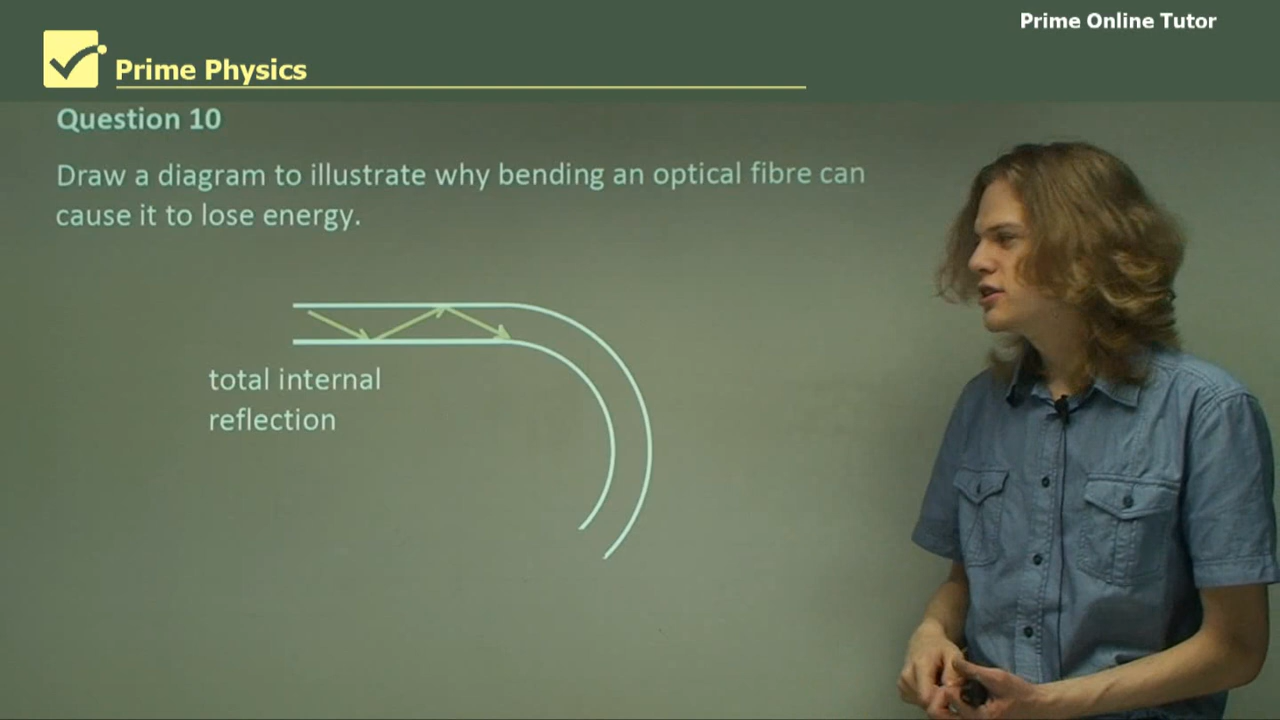 Prime Online Tutor
Prime Physics
Question 10
Draw a diagram to illustrate why bending an optical fibre can
cause it to lose energy.
total internal
reflection